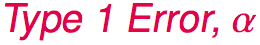 Type 1 Error, α